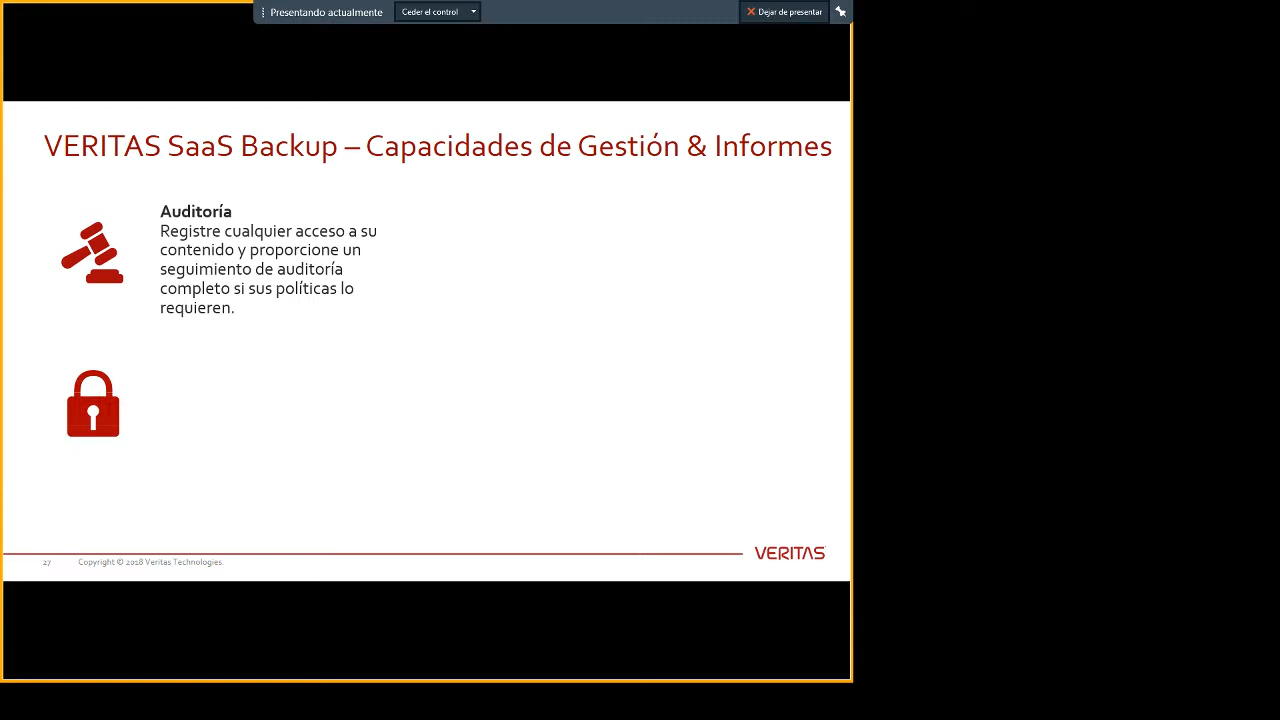 Presentando actualmente
Ceder el control
Dejar de presentar
VERITAS SaaS Backup – Capacidades de Gestión & Informes
Auditoría
Registre cualquier acceso a su
contenido y proporcione un
seguimiento de auditoría
completo si sus políticas lo
requieren.
VERITAS
27 Copyright © 2018 Veritas Technologies.